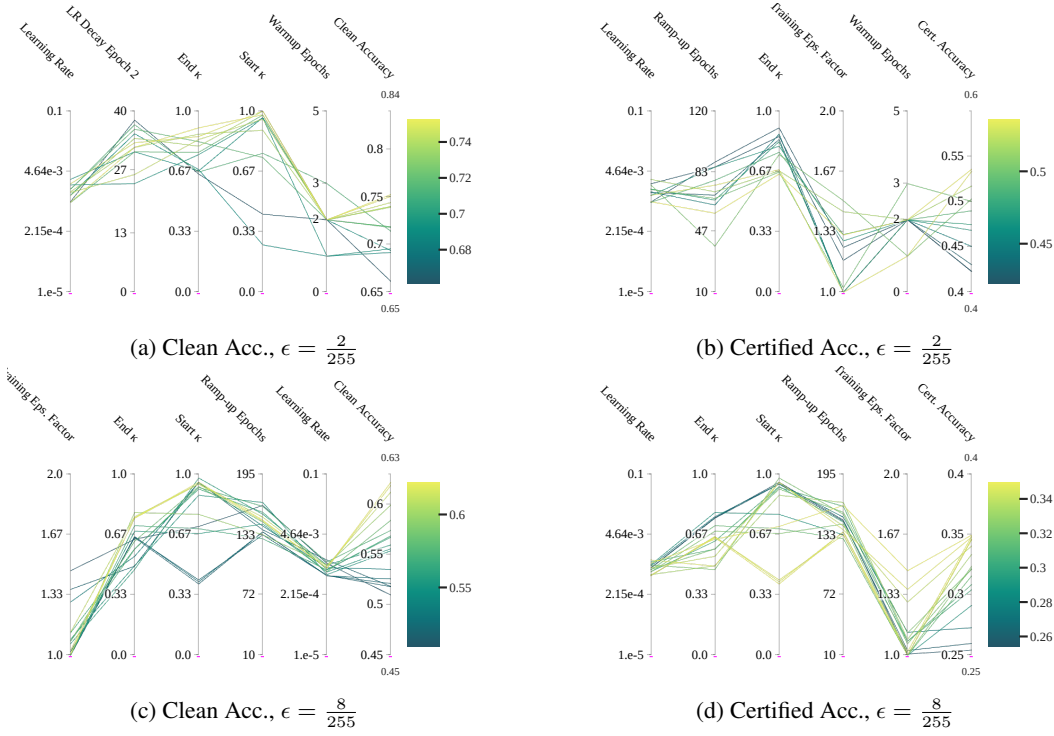 Learning Rate
LR Decay Epoch 2
End κ
Start κ
Warmup Epochs
Clean Accuracy
0.84
0.1
40
1.0
1.0
5
0.8
4.64e-3
27
0.67
0.67
3
0.75
2
2.15e-4
13
0.33
0.33
0.7
1.e-5
0
0.0
0.0
0
0.65
0.65
0.74
0.72
0.7
0.68
(a) Clean Acc., ϵ = 2/255
Learning Rate
Ramp-up Epochs
End κ
Training Eps. Factor
Warmup Epochs
Cert. Accuracy
0.6
0.1
120
1.0
2.0
5
0.55
4.64e-3
83
0.67
1.67
3
0.5
2
2.15e-4
47
0.33
1.33
0.45
1.e-5
10
0.0
1.0
0
0.4
0.4
0.5
0.45
(b) Certified Acc., ϵ = 2/255
raining Eps. Factor
End κ
Start κ
Ramp-up Epochs
Learning Rate
Clean Accuracy
0.63
2.0
1.0
1.0
195
0.1
0.6
1.67
0.67
0.67
133
4.64e-3
0.55
1.33
0.33
0.33
72
2.15e-4
0.5
1.0
0.0
0.0
10
1.e-5
0.45
0.45
0.6
0.55
(c) Clean Acc., ϵ = 8/255
Learning Rate
End κ
Start κ
Ramp-up Epochs
Training Eps. Factor
Cert. Accuracy
0.4
0.1
1.0
1.0
195
2.0
0.4
4.64e-3
0.67
0.67
133
1.67
0.35
2.15e-4
0.33
0.33
72
1.33
0.3
1.e-5
0.0
0.0
10
1.0
0.25
0.25
0.34
0.32
0.3
0.28
0.26
(d) Certified Acc., ϵ = 8/255